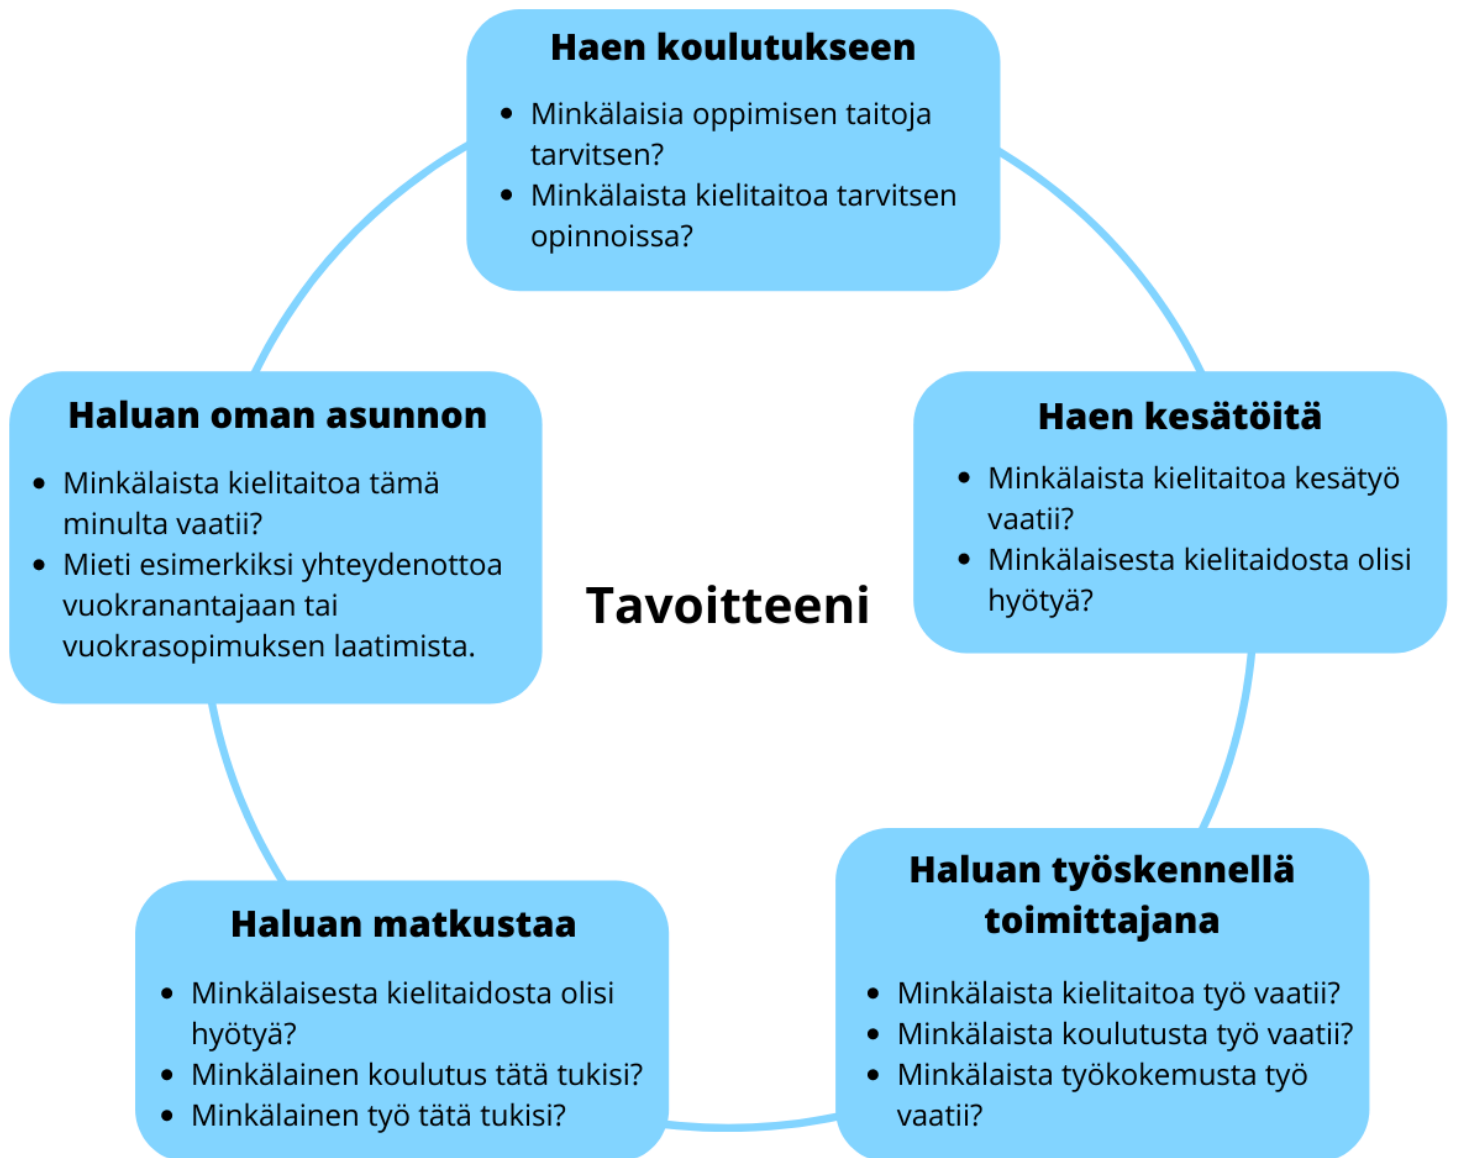 Haen koulutukseen
• Minkälaisia oppimisen taitoja
tarvitsen?
• Minkälaista kielitaitoa tarvitsen
opinnoissa?
Haluan oman asunnon
• Minkälaista kielitaitoa tämä
minulta vaatii?
• Mieti esimerkiksi yhteydenottoa
vuokranantajaan tai
vuokrasopimuksen laatimista.
Tavoitteeni
Haen kesätöitä
• Minkälaista kielitaitoa kesätyö
vaatii?
• Minkälaisesta kielitaidosta olisi
hyötyä?
Haluan matkustaa
• Minkälaisesta kielitaidosta olisi
hyötyä?
• Minkälainen koulutus tätä tukisi?
• Minkälainen työ tätä tukisi?
Haluan työskennellä
toimittajana
• Minkälaista kielitaitoa työ vaatii?
• Minkälaista koulutusta työ vaatii?
• Minkälaista työkokemusta työ
vaatii?